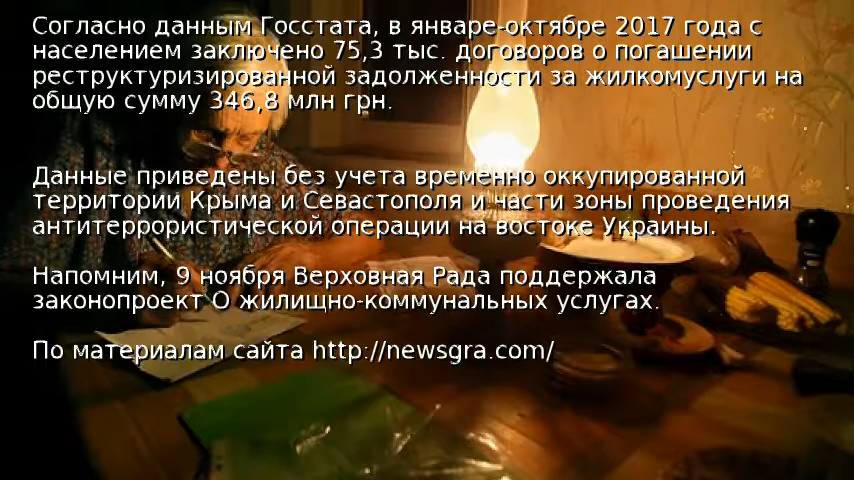 Согласно данным Госстата, в январе-октябре 2017 года с
населением заключено 75,3 тыс. договоров о погашении
реструктуризированной задолженности за жилкомуслуги на
общую сумму 346,8 млн грн.
Данные приведены без учета временно оккупированной
территории Крыма и Севастополя и части зоны проведения
антитеррористической операции на востоке Украины.
Напомним, 9 ноября Верховная Рада поддержала
законопроект О жилищно-коммунальных услугах.
По материалам сайта http://newsgra.com/